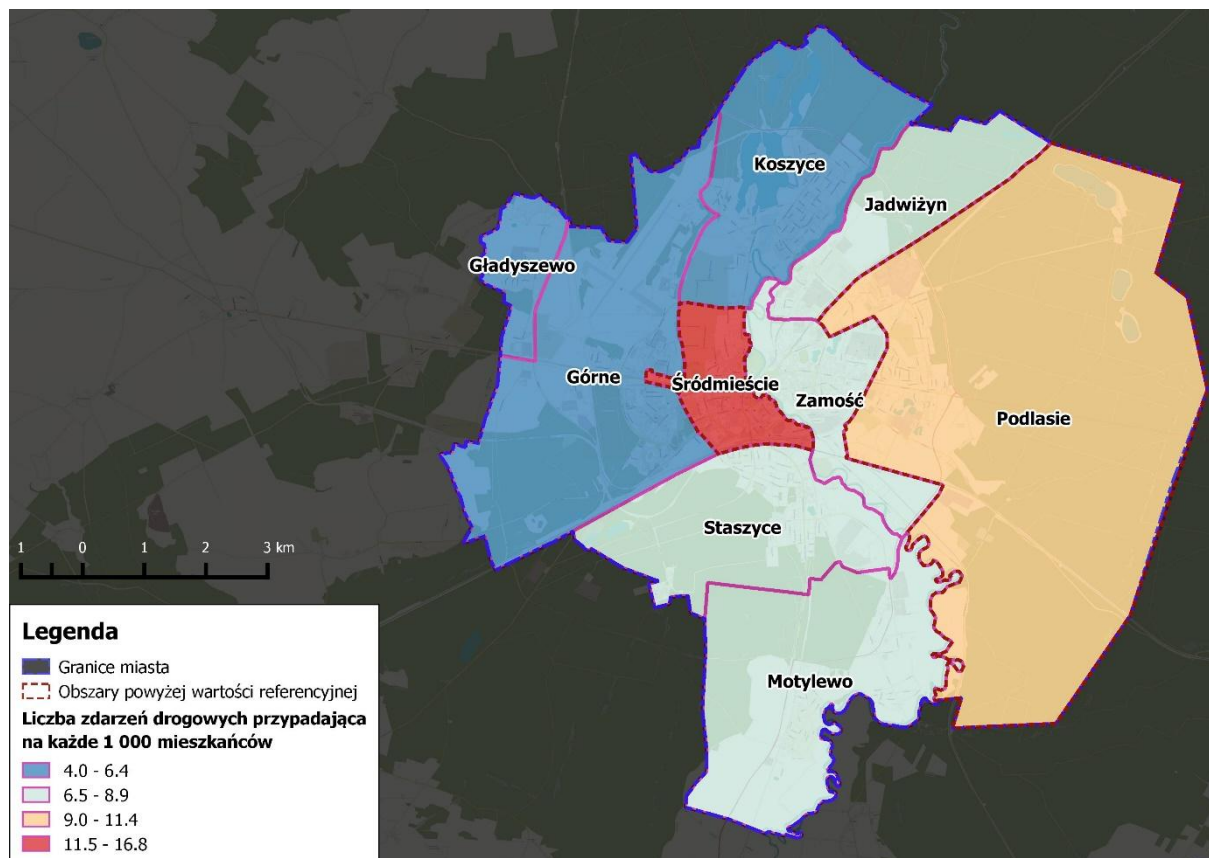 Koszyce
Jadwiżyn
Gładyszewo
Górne
Śródmieście
Zamość
Podlasie
Staszyce
1 0 1 2 3 km
Motylewo
Legenda
Granice miasta
Obszary powyżej wartości referencyjnej
Liczba zdarzeń drogowych przypadająca
na każde 1 000 mieszkańców
4.0 - 6.4
6.5 - 8.9
9.0 - 11.4
11.5 - 16.8